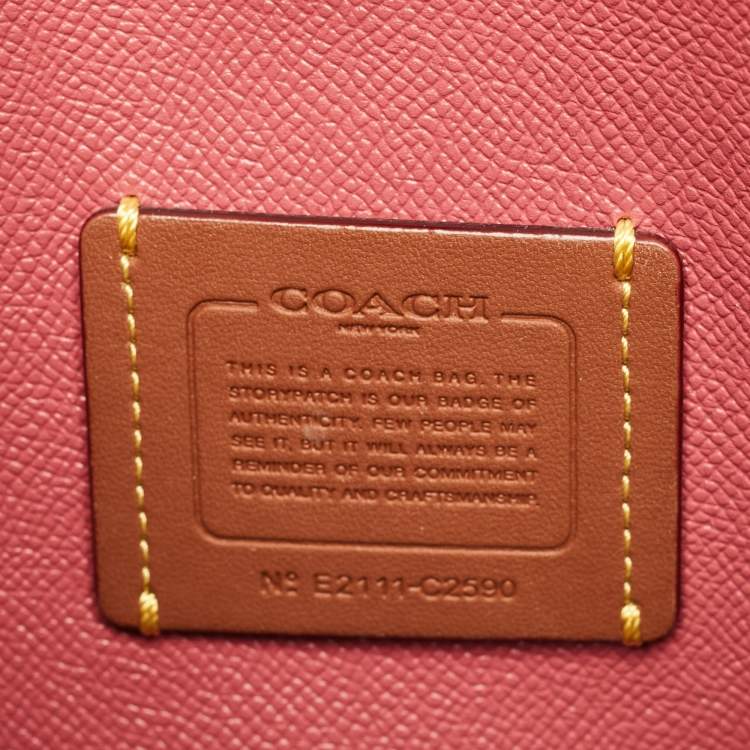 COACH
NEW YORK
THIS IS A COACH BAG. THE
STORYPATCH IS OUR BADGE OF
AUTHENTICITY. FEW PEOPLE MAY
SEE IT, BUT IT WILL ALWAYS BE A
REMINDER OF OUR COMMITMENT
TO QUALITY AND CRAFTSMANSHIP.
Nº E2111-C2590